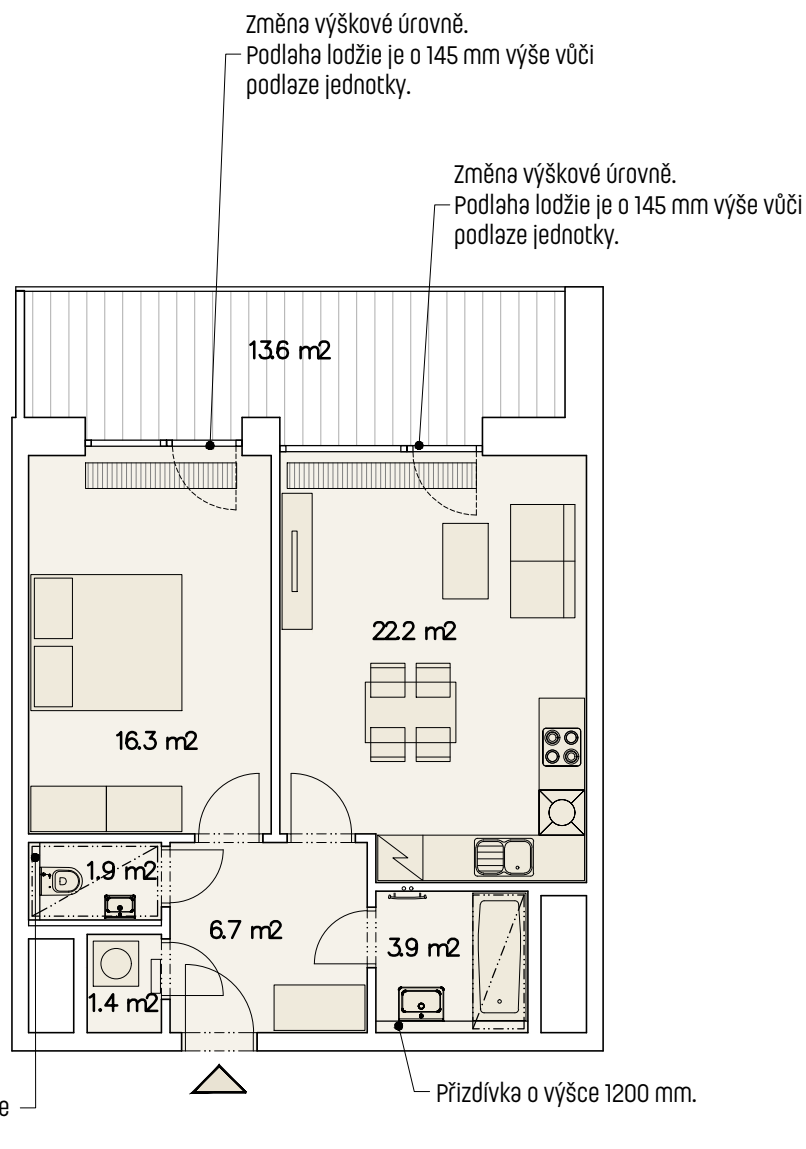 Změna výškové úrovně.
Podlaha lodžie je o 145 mm výše vůči
podlaze jednotky.
Změna výškové úrovně.
Podlaha lodžie je o 145 mm výše vůči
podlaze jednotky.
13.6 m2
22.2 m2
16.3 m2
1.9 m2
6.7 m2
3.9 m2
1.4 m2
Přizdívka o výšce 1200 mm.
e